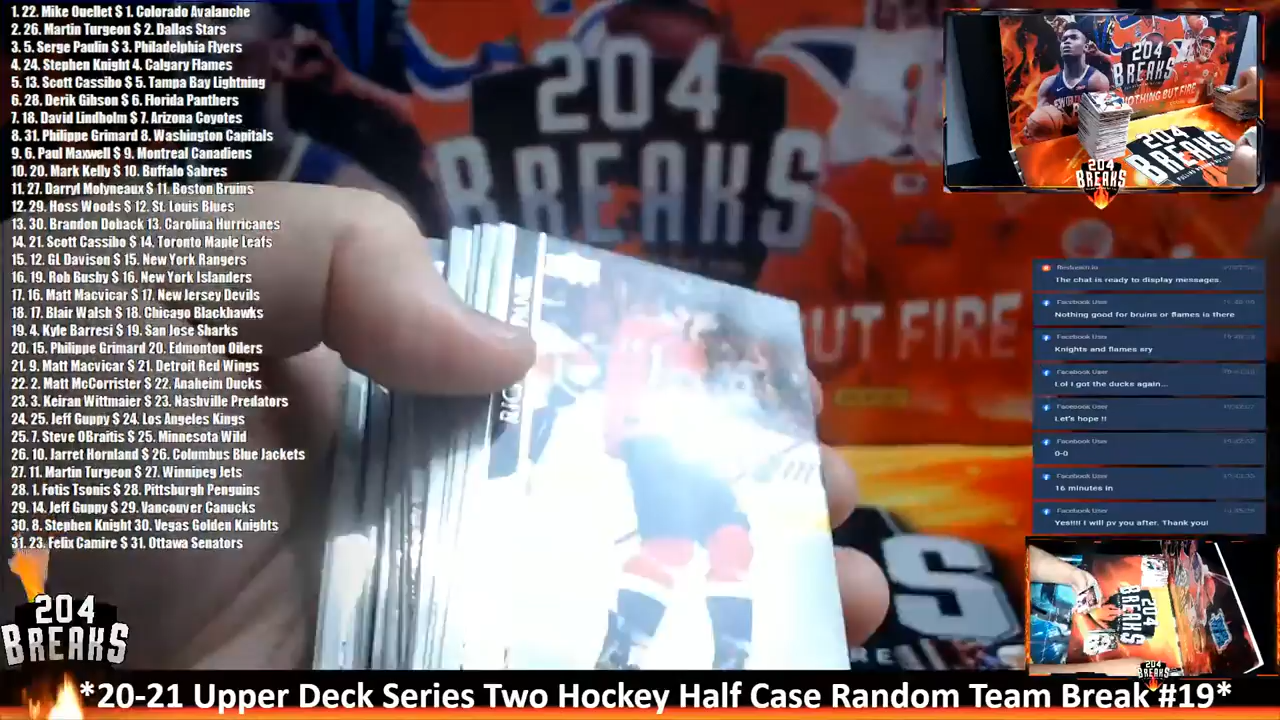 1. 22. Mike Ouellet $ 1. Colorado Avalanche
2. 26. Martin Turgeon $ 2. Dallas Stars
3. 5. Serge Paulin $ 3. Philadelphia Flyers
4. 24. Stephen Knight 4. Calgary Flames
5. 13. Scott Cassibo $ 5. Tampa Bay Lightning
6. 28. Derik Gibson $ 6. Florida Panthers
7. 18. David Lindholm $ 7. Arizona Coyotes
8. 31. Philippe Grimard 8. Washington Capitals
9. 6. Paul Maxwell $ 9. Montreal Canadiens
10. 20. Mark Kelly $ 10. Buffalo Sabres
11. 27. Darryl Molyneaux $ 11. Boston Bruins
12. 29. Hoss Woods $ 12. St. Louis Blues
13. 30. Brandon Doback 13. Carolina Hurricanes
14. 21. Scott Cassibo $ 14. Toronto Maple Leafs
15. 12. GL Davison $ 15. New York Rangers
16. 19. Rob Busby $ 16. New York Islanders
17. 16. Matt Macvicar $ 17. New Jersey Devils
18. 17. Blair Walsh $ 18. Chicago Blackhawks
19. 4. Kyle Barresi $ 19. San Jose Sharks
20. 15. Philippe Grimard 20. Edmonton Oilers
21. 9. Matt Macvicar $ 21. Detroit Red Wings
22. 2. Matt McCorrister $ 22. Anaheim Ducks
23. 3. Keiran Wittmaier $ 23. Nashville Predators
24. 25. Jeff Guppy $ 24. Los Angeles Kings
25. 7. Steve OBraitis $ 25. Minnesota Wild
26. 10. Jarret Hornland $ 26. Columbus Blue Jackets
27. 11. Martin Turgeon $ 27. Winnipeg Jets
28. 1. Fotis Tsonis $ 28. Pittsburgh Penguins
29. 14. Jeff Guppy $ 29. Vancouver Canucks
30. 8. Stephen Knight 30. Vegas Golden Knights
31. 23. Felix Camire $ 31. Ottawa Senators
204
BREAKS
204
BREAKS
NOTHING BUT FIRE
204
BREAKS
204
BREAKS
BUT FIRE
Restream.io
The chat is ready to display messages.
Facebook User
Nothing good for bruins or flames is there
Facebook User
Knights and flames sry
Facebook User
Lol I got the ducks again...
Facebook User
Let's hope !!
Facebook User
0-0
Facebook User
16 minutes in
Facebook User
Yes!!!! I will pv you after. Thank you!
204
BREAKS
204
BREAKS
*20-21 Upper Deck Series Two Hockey Half Case Random Team Break #19*